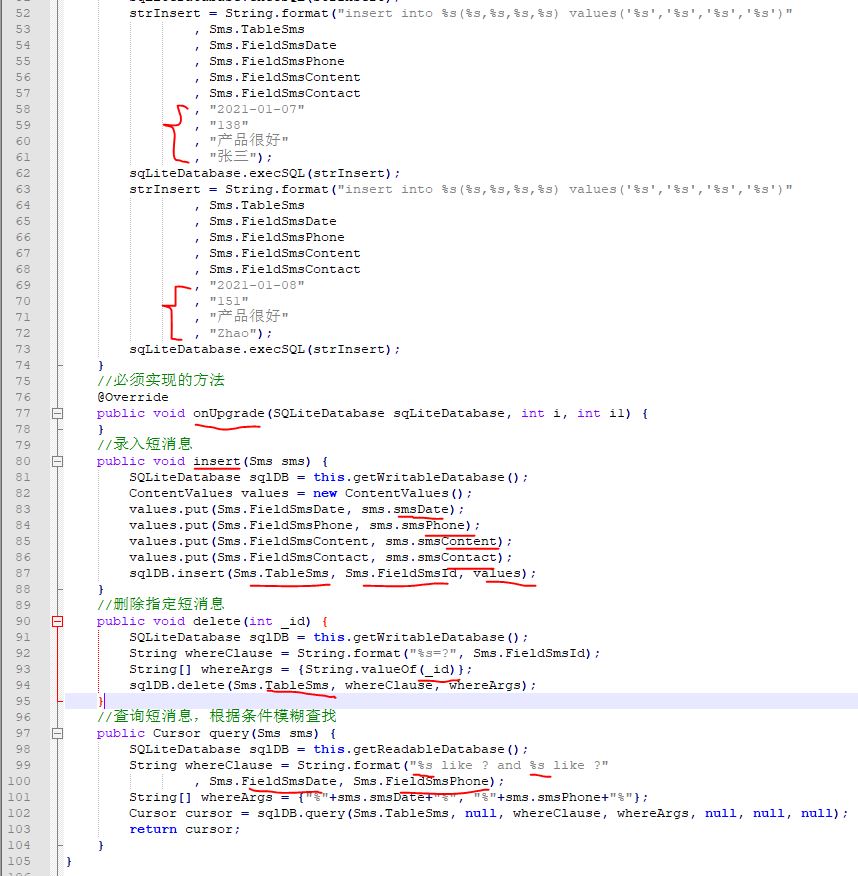 52 strInsert = String.format("insert into %s(%s,%s,%s,%s) values('%s','%s','%s','%s')"
53 , Sms.TableSms
54 , Sms.FieldSmsDate
55 , Sms.FieldSmsPhone
56 , Sms.FieldSmsContent
57 , Sms.FieldSmsContact
58 , "2021-01-07"
59 , "138"
60 , "产品很好"
61 , "张三");
62 sqLiteDatabase.execSQL(strInsert);
63 strInsert = String.format("insert into %s(%s,%s,%s,%s) values('%s','%s','%s','%s')"
64 , Sms.TableSms
65 , Sms.FieldSmsDate
66 , Sms.FieldSmsPhone
67 , Sms.FieldSmsContent
68 , Sms.FieldSmsContact
69 , "2021-01-08"
70 , "151"
71 , "产品很好"
72 , "Zhao");
73 sqLiteDatabase.execSQL(strInsert);
74 }
75 //必须实现的方法
76 @Override
77 public void onUpgrade(SQLiteDatabase sqLiteDatabase, int i, int i1) {
78 }
79 //录入短消息
80 public void insert(Sms sms) {
81 SQLiteDatabase sqlDB = this.getWritableDatabase();
82 ContentValues values = new ContentValues();
83 values.put(Sms.FieldSmsDate, sms.smsDate);
84 values.put(Sms.FieldSmsPhone, sms.smsPhone);
85 values.put(Sms.FieldSmsContent, sms.smsContent);
86 values.put(Sms.FieldSmsContact, sms.smsContact);
87 sqlDB.insert(Sms.TableSms, Sms.FieldSmsId, values);
88 }
89 //删除指定短消息
90 public void delete(int _id) {
91 SQLiteDatabase sqlDB = this.getWritableDatabase();
92 String whereClause = String.format("%s=?", Sms.FieldSmsId);
93 String[] whereArgs = {String.valueOf(_id)};
94 sqlDB.delete(Sms.TableSms, whereClause, whereArgs);
95 }
96 //查询短消息，根据条件模糊查找
97 public Cursor query(Sms sms) {
98 SQLiteDatabase sqlDB = this.getReadableDatabase();
99 String whereClause = String.format("%s like ? and %s like ?"
100 , Sms.FieldSmsDate, Sms.FieldSmsPhone);
101 String[] whereArgs = {"%"+sms.smsDate+"%", "%"+sms.smsPhone+"%"};
102 Cursor cursor = sqlDB.query(Sms.TableSms, null, whereClause, whereArgs, null, null, null);
103 return cursor;
104 }
105 }